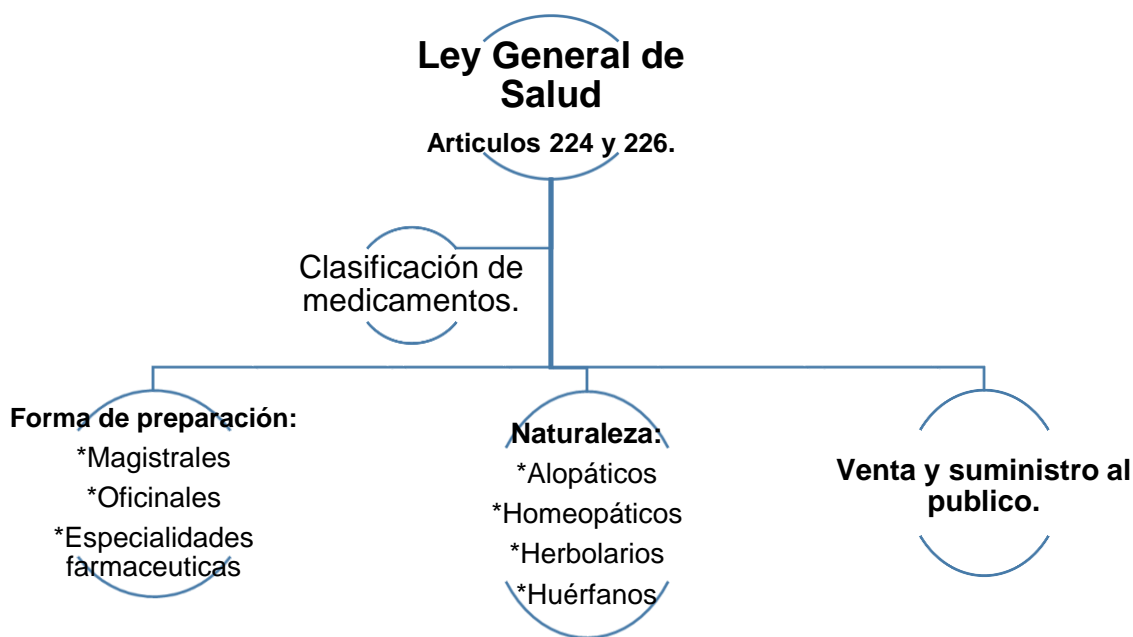 Ley General de
Salud
Articulos 224 y 226.
Clasificación de
medicamentos.
Forma de preparación:
*Magistrales
*Oficinales
*Especialidades
farmaceuticas
Naturaleza:
*Alopáticos
*Homeopáticos
*Herbolarios
*Huérfanos
Venta y suministro al
publico.